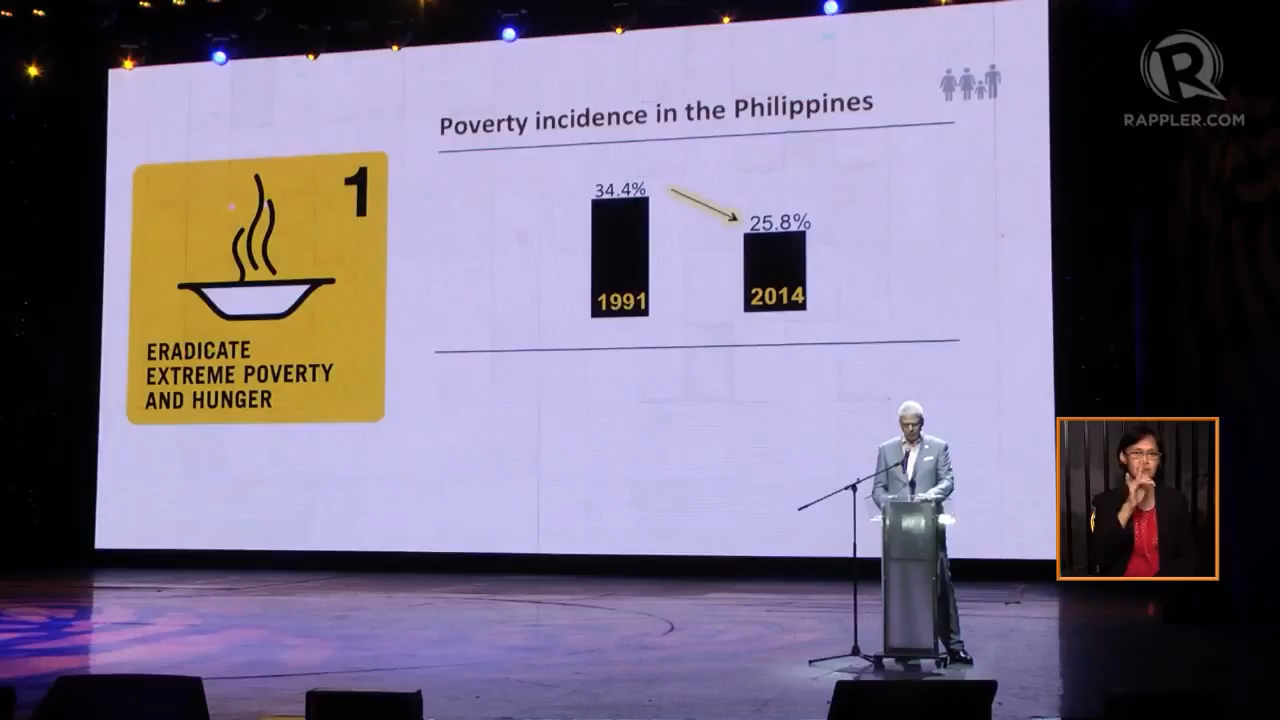 Poverty incidence in the Philippines
1
34.4%
25.8%
1991
2014
ERADICATE
EXTREME POVERTY
AND HUNGER
R
RAPPLER.COM